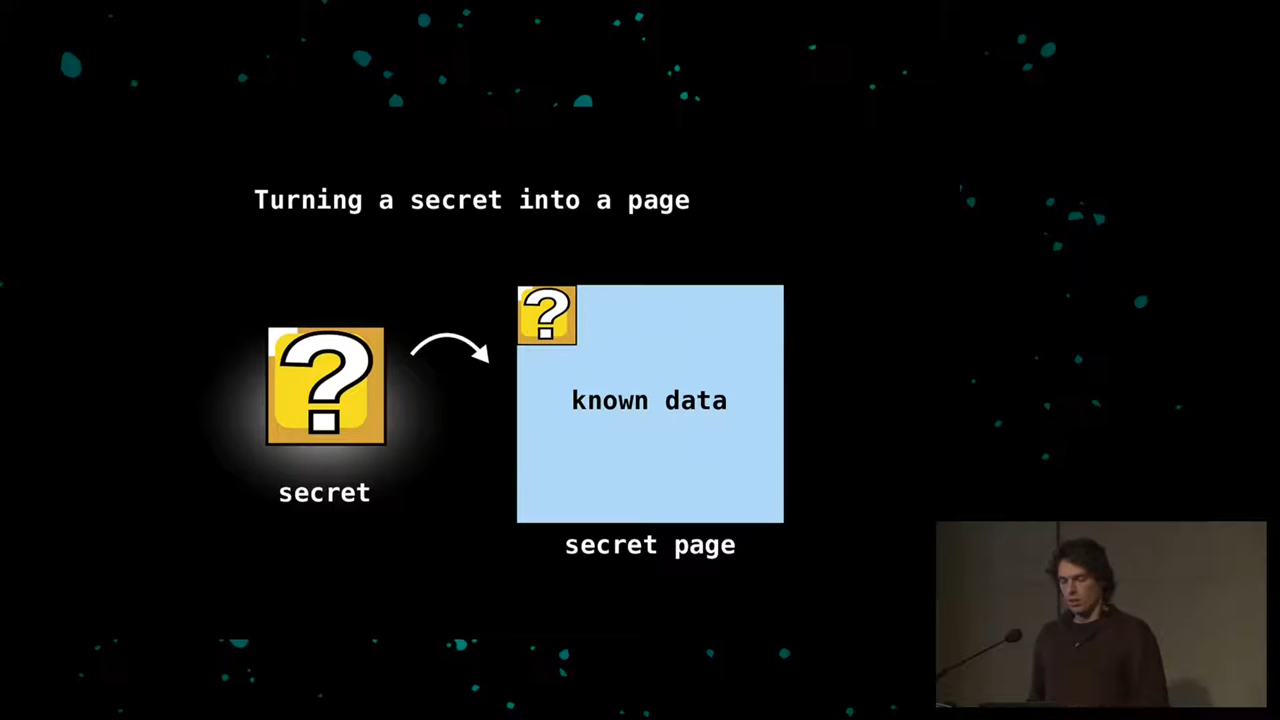 Turning a secret into a page
?
?
known data
secret
secret page